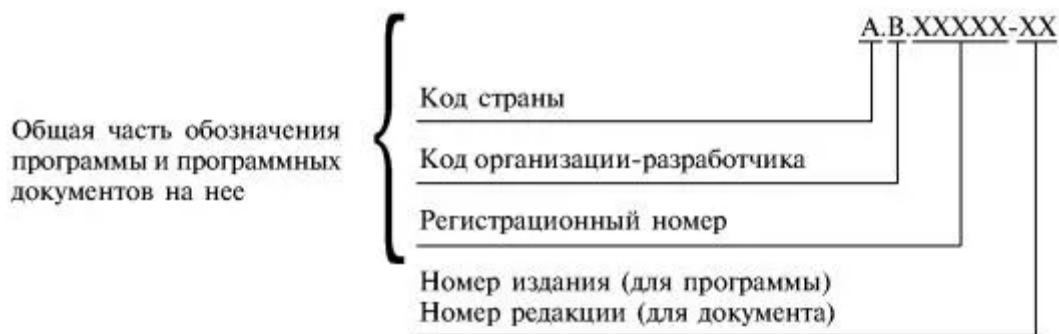 А.В.ХХХХХ-ХХ
Код страны
Общая часть обозначения
программы и программных
документов на нее
Код организации-разработчика
Регистрационный номер
Номер издания (для программы)
Номер редакции (для документа)